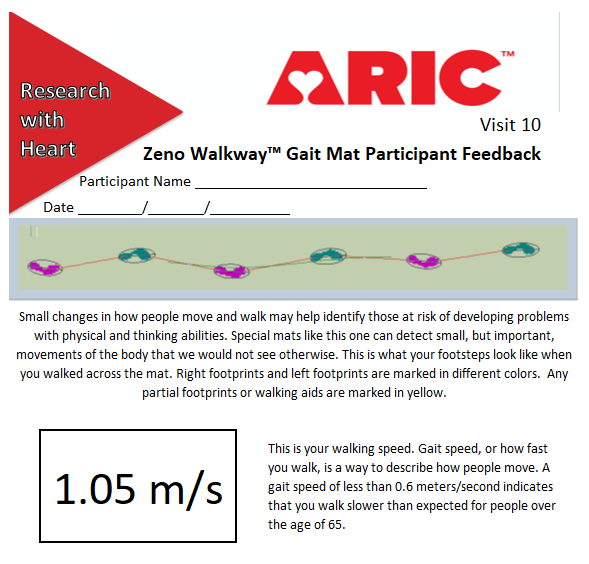 Research
with
Heart
ARIC™
Visit 10
Zeno Walkway™ Gait Mat Participant Feedback
Participant Name ______________________________
Date ________/_______/__________
Small changes in how people move and walk may help identify those at risk of developing problems
with physical and thinking abilities. Special mats like this one can detect small, but important,
movements of the body that we would not see otherwise. This is what your footsteps look like when
you walked across the mat. Right footprints and left footprints are marked in different colors.  Any
partial footprints or walking aids are marked in yellow.
1.05 m/s
This is your walking speed. Gait speed, or how fast
you walk, is a way to describe how people move. A
gait speed of less than 0.6 meters/second indicates
that you walk slower than expected for people over
the age of 65.